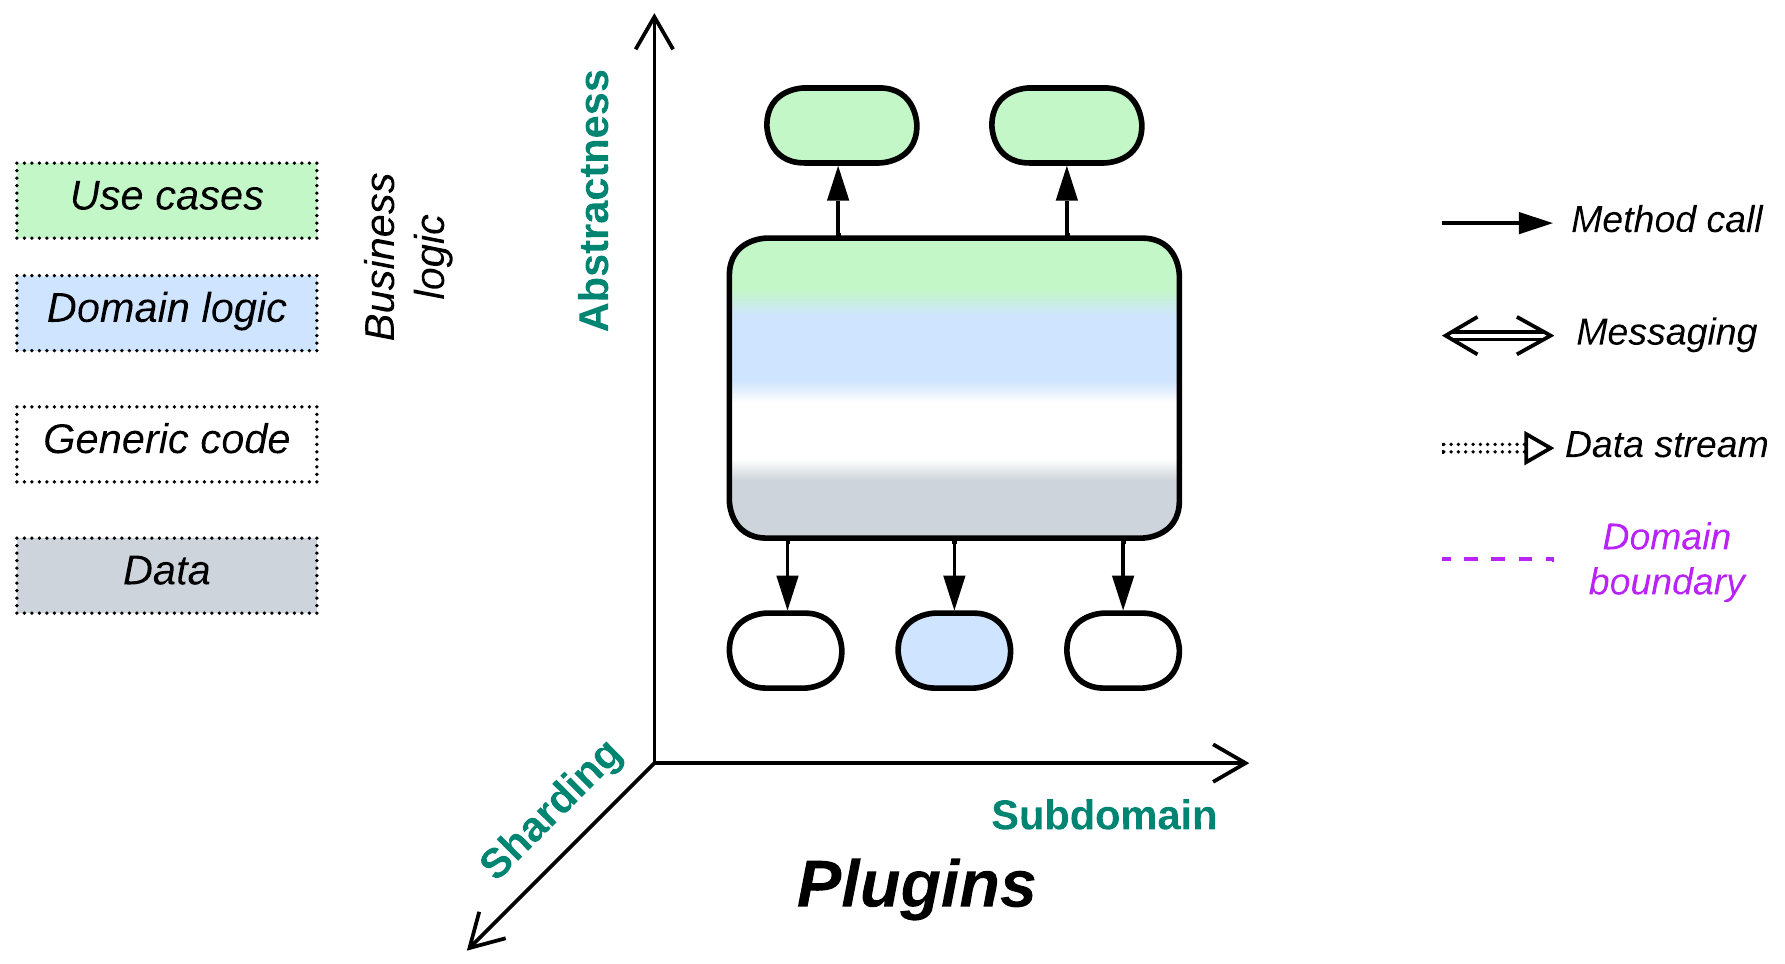 Use cases
Domain logic
Generic code
Data
Business
logic
Abstractness
Sharding
Subdomain
Plugins
Method call
Messaging
Data stream
Domain
boundary